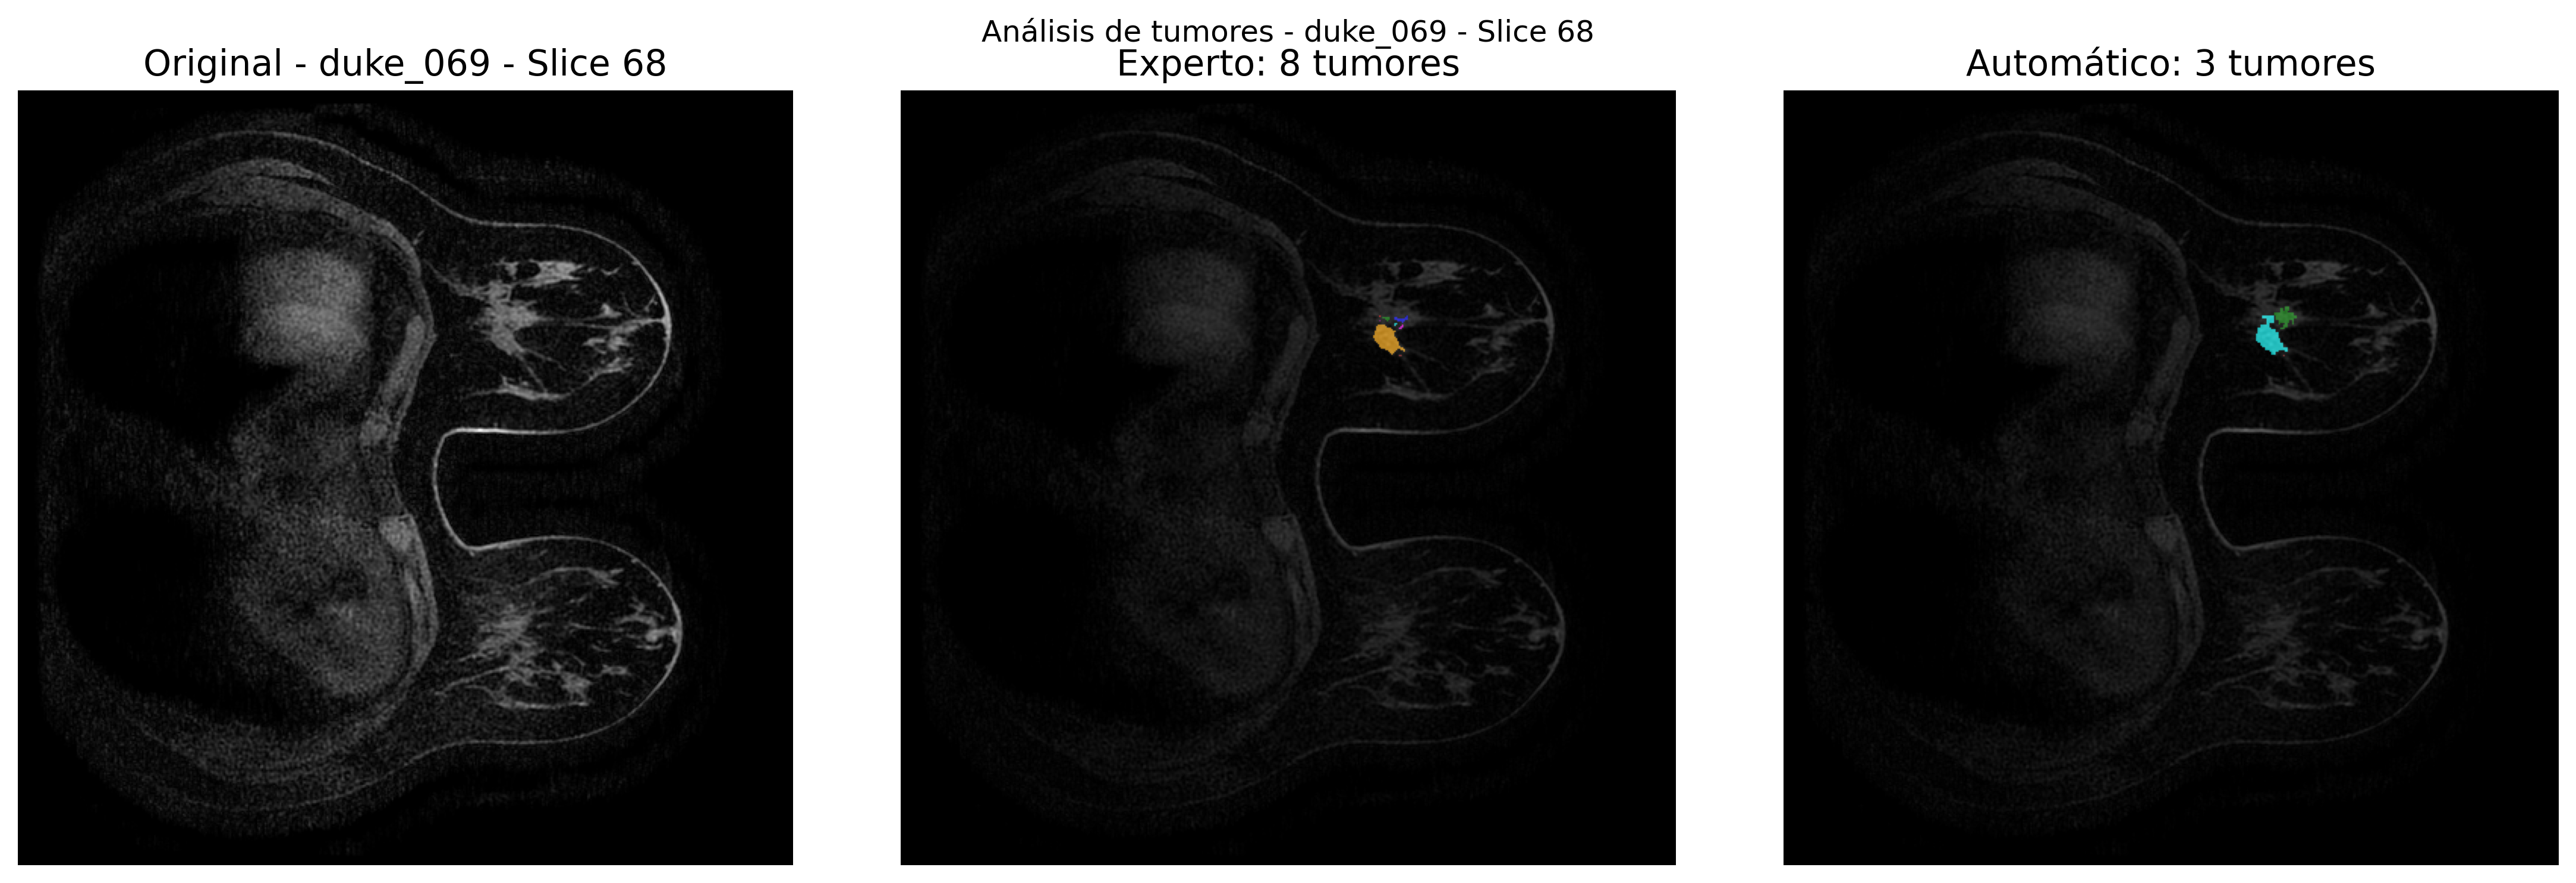 Análisis de tumores - duke_069 - Slice 68
Original - duke_069 - Slice 68
Experto: 8 tumores
Automático: 3 tumores